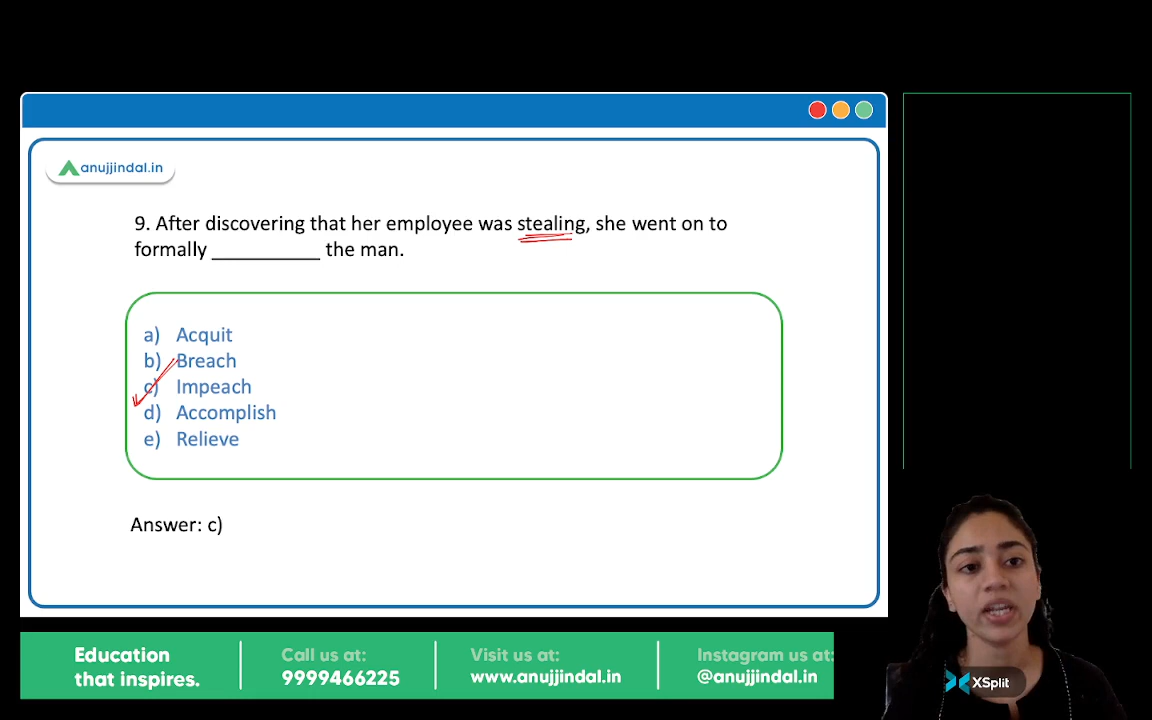 anujjindal.in
9. After discovering that her employee was stealing, she went on to
formally __________ the man.
a) Acquit
b) Breach
c) Impeach
d) Accomplish
e) Relieve
Answer: c)
Education
that inspires.
Call us at:
9999466225
Visit us at:
www.anujjindal.in
Instagram us at:
@anujjindal.in
XSplit